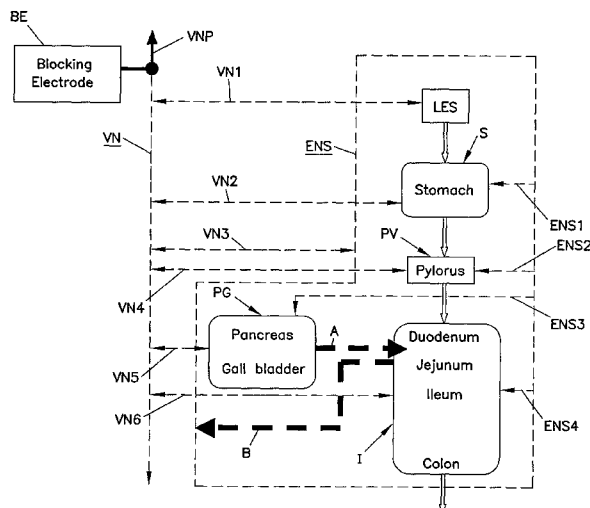 BE
VNP
Blocking
Electrode
VN1
LES
VN
ENS
S
Stomach
VN2
ENS1
VN3
PV
ENS2
Pylorus
VN4
PG
ENS3
Pancreas
A
Duodenum
Gall bladder
Jejunum
VN5
Ileum
VN6
ENS4
B
I
Colon